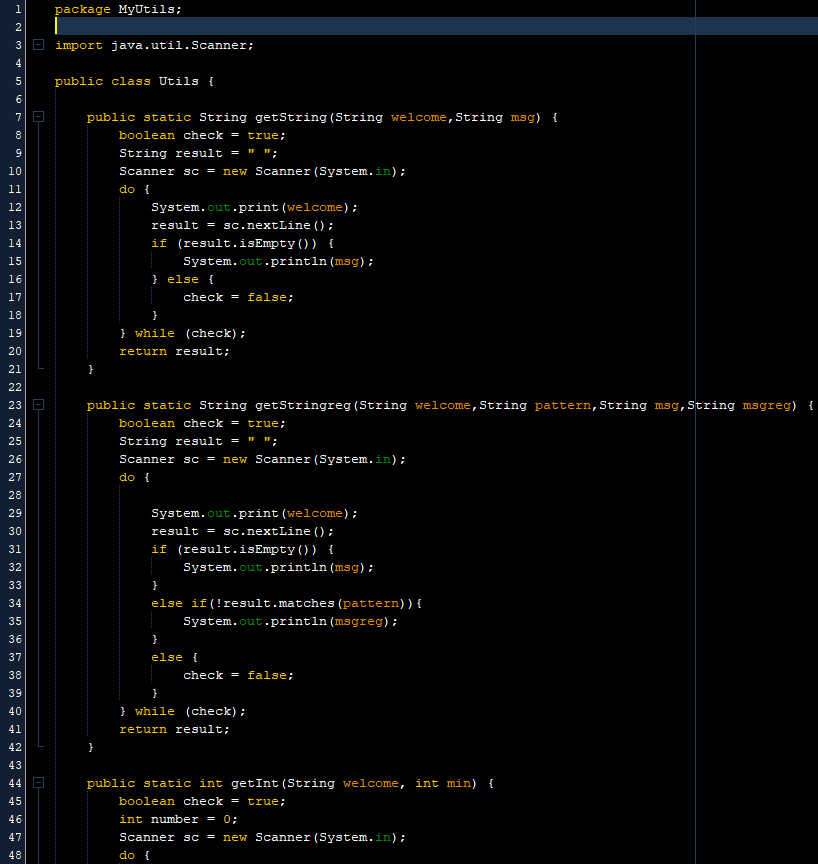 1 package MyUtils;
2
3 import java.util.Scanner;
4
5 public class Utils {
6
7     public static String getString(String welcome,String msg) {
8         boolean check = true;
9         String result = " ";
10         Scanner sc = new Scanner(System.in);
11         do {
12             System.out.print(welcome);
13             result = sc.nextLine();
14             if (result.isEmpty()) {
15                 System.out.println(msg);
16             } else {
17                 check = false;
18             }
19         } while (check);
20         return result;
21     }
22
23     public static String getStringreg(String welcome,String pattern,String msg,String msgreg) {
24         boolean check = true;
25         String result = " ";
26         Scanner sc = new Scanner(System.in);
27         do {
28
29             System.out.print(welcome);
30             result = sc.nextLine();
31             if (result.isEmpty()) {
32                 System.out.println(msg);
33             }
34             else if(!result.matches(pattern)){
35                 System.out.println(msgreg);
36             }
37             else {
38                 check = false;
39             }
40         } while (check);
41         return result;
42     }
43
44     public static int getInt(String welcome, int min) {
45         boolean check = true;
46         int number = 0;
47         Scanner sc = new Scanner(System.in);
48         do {